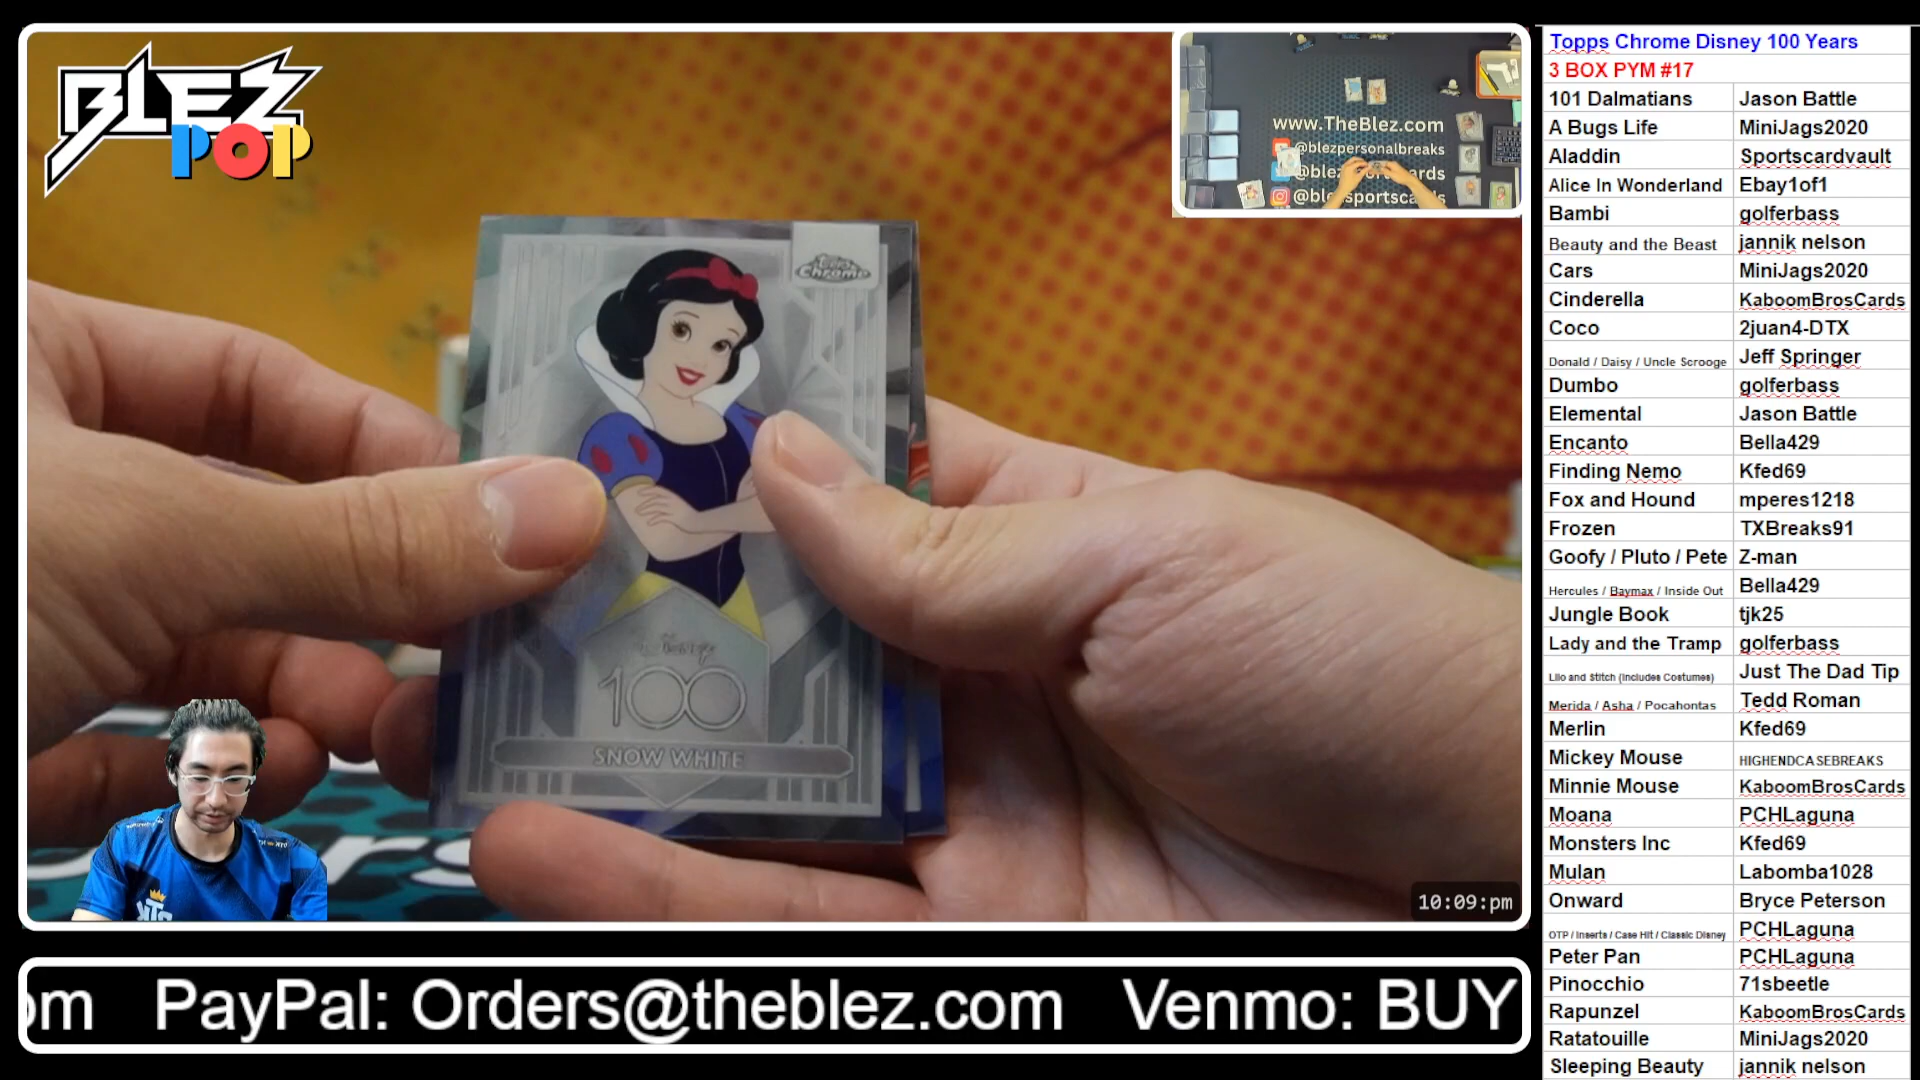 BLEZ
POP
www.TheBlez.com
@blezpersonalbreaks
@blezsportscards
Topps
Chrome
Disney
100
SNOW WHITE
10:09:pm
om PayPal: Orders@theblez.com Venmo: BUY
Topps Chrome Disney 100 Years
3 BOX PYM #17
101 Dalmatians Jason Battle
A Bugs Life MiniJags2020
Aladdin Sportscardvault
Alice In Wonderland Ebay1of1
Bambi golferbass
Beauty and the Beast jannik nelson
Cars MiniJags2020
Cinderella KaboomBrosCards
Coco 2juan4-DTX
Donald / Daisy / Uncle Scrooge Jeff Springer
Dumbo golferbass
Elemental Jason Battle
Encanto Bella429
Finding Nemo Kfed69
Fox and Hound mperes1218
Frozen TXBreaks91
Goofy / Pluto / Pete Z-man
Hercules / Baymax / Inside Out Bella429
Jungle Book tjk25
Lady and the Tramp golferbass
Lilo and Stitch (Includes Costumes) Just The Dad Tip
Merida / Asha / Pocahontas Tedd Roman
Merlin Kfed69
Mickey Mouse HIGHENDCASEBREAKS
Minnie Mouse KaboomBrosCards
Moana PCHLaguna
Monsters Inc Kfed69
Mulan Labomba1028
Onward Bryce Peterson
OTP / Inserts / Case Hit / Classic Disney PCHLaguna
Peter Pan PCHLaguna
Pinocchio 71sbeetle
Rapunzel KaboomBrosCards
Ratatouille MiniJags2020
Sleeping Beauty jannik nelson